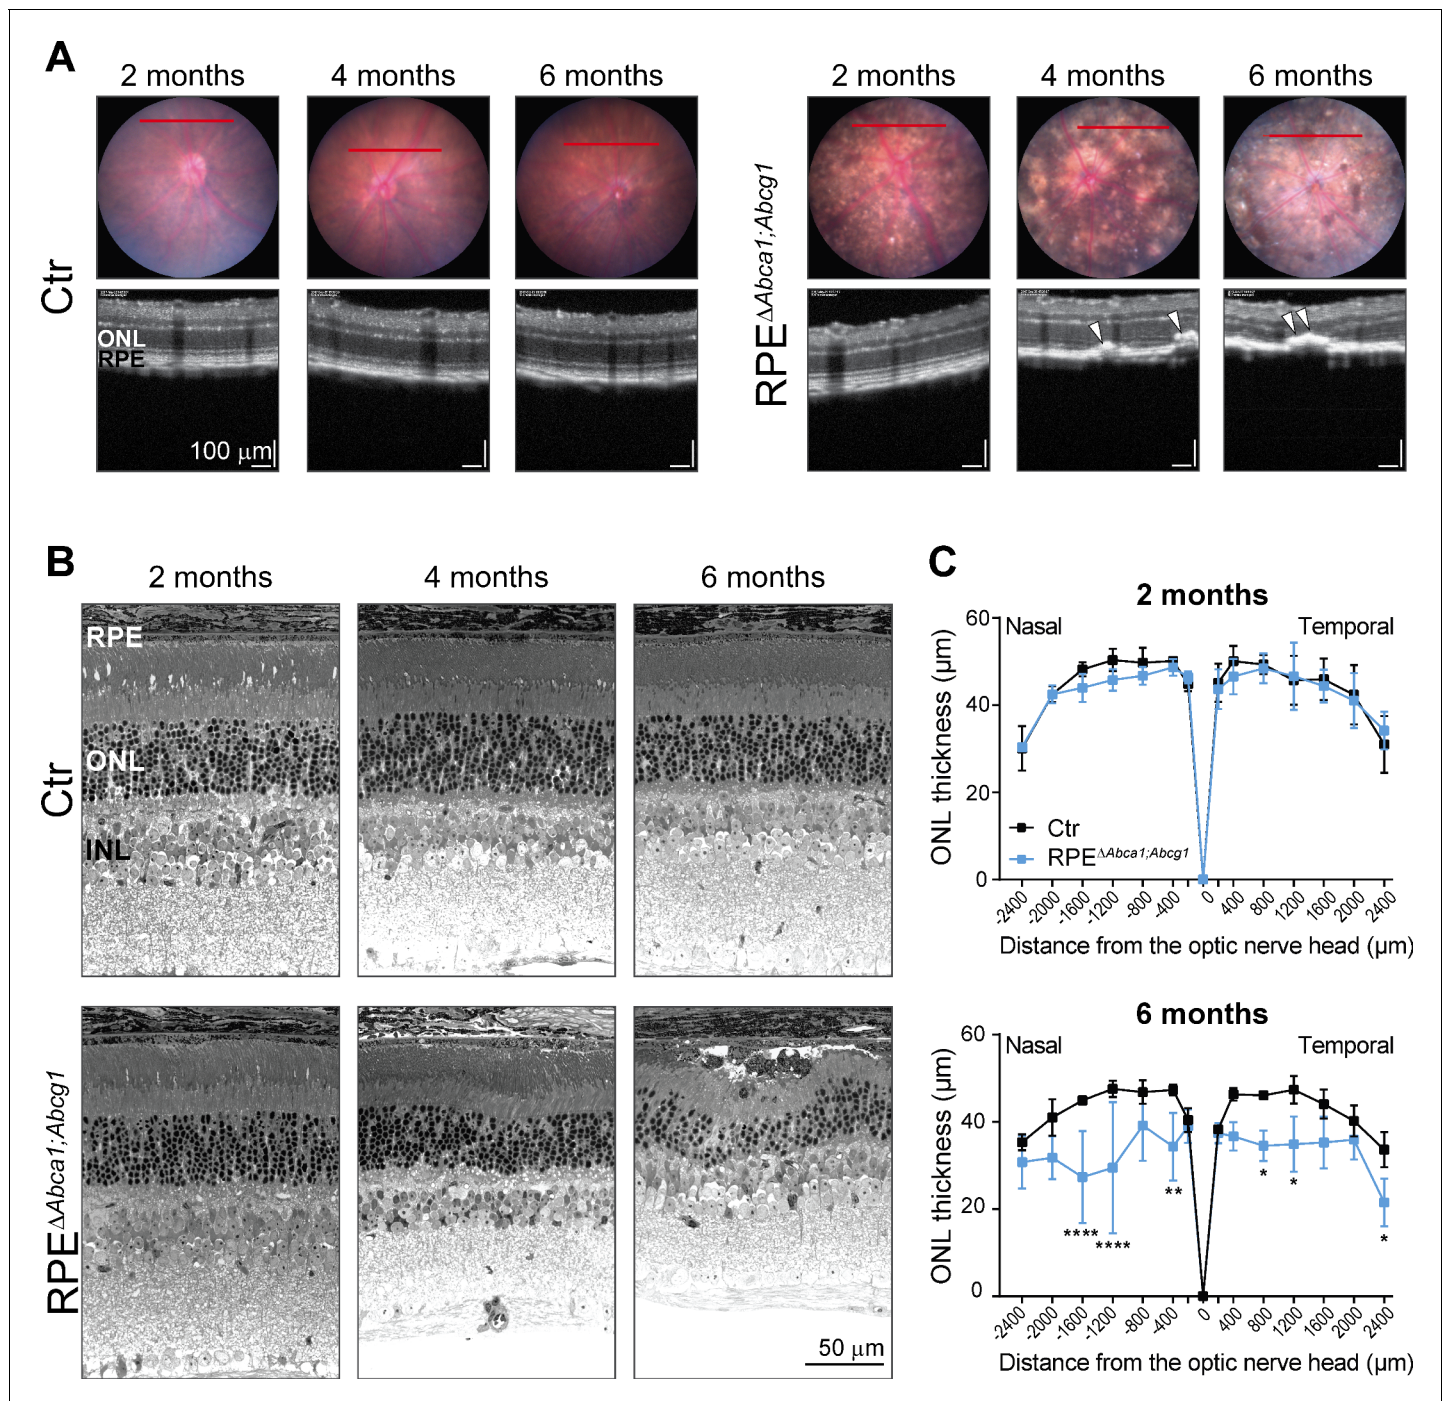 A
2 months
4 months
6 months
2 months
4 months
6 months
Ctr
RPEΔAbca1;Abcg1
ONL
RPE
100 μm
B
2 months
4 months
6 months
Ctr
RPE
ONL
INL
RPEΔAbca1;Abcg1
50 μm
C
2 months
Nasal
Temporal
ONL thickness (μm)
60
40
20
0
Ctr
RPEΔAbca1;Abcg1
-2400
-2000
-1600
-1200
-800
-400
0
400
800
1200
1600
2000
2400
Distance from the optic nerve head (μm)
6 months
Nasal
Temporal
ONL thickness (μm)
60
40
20
0
****
****
**
*
*
*
-2400
-2000
-1600
-1200
-800
-400
0
400
800
1200
1600
2000
2400
Distance from the optic nerve head (μm)